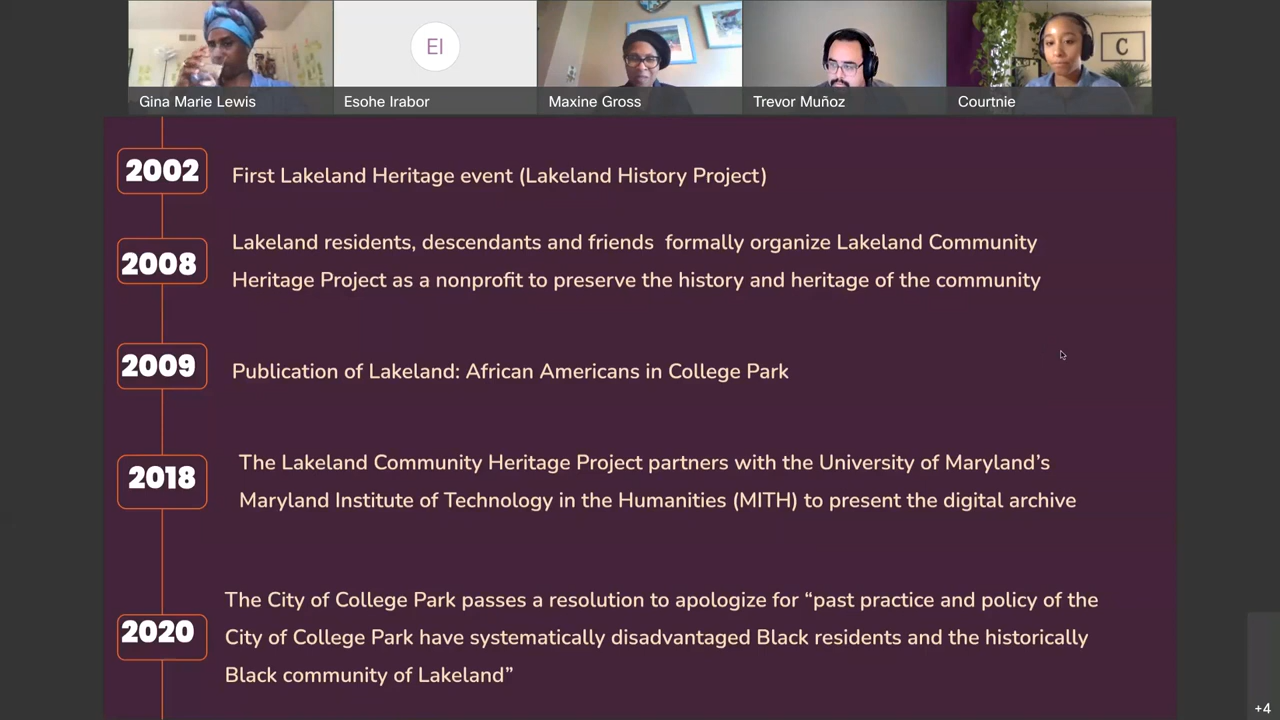 EI
C
Gina Marie Lewis
Esohe Irabor
Maxine Gross
Trevor Muñoz
Courtnie
2002
First Lakeland Heritage event (Lakeland History Project)
2008
Lakeland residents, descendants and friends formally organize Lakeland Community
Heritage Project as a nonprofit to preserve the history and heritage of the community
2009
Publication of Lakeland: African Americans in College Park
2018
The Lakeland Community Heritage Project partners with the University of Maryland’s
Maryland Institute of Technology in the Humanities (MITH) to present the digital archive
2020
The City of College Park passes a resolution to apologize for “past practice and policy of the
City of College Park have systematically disadvantaged Black residents and the historically
Black community of Lakeland”
+4